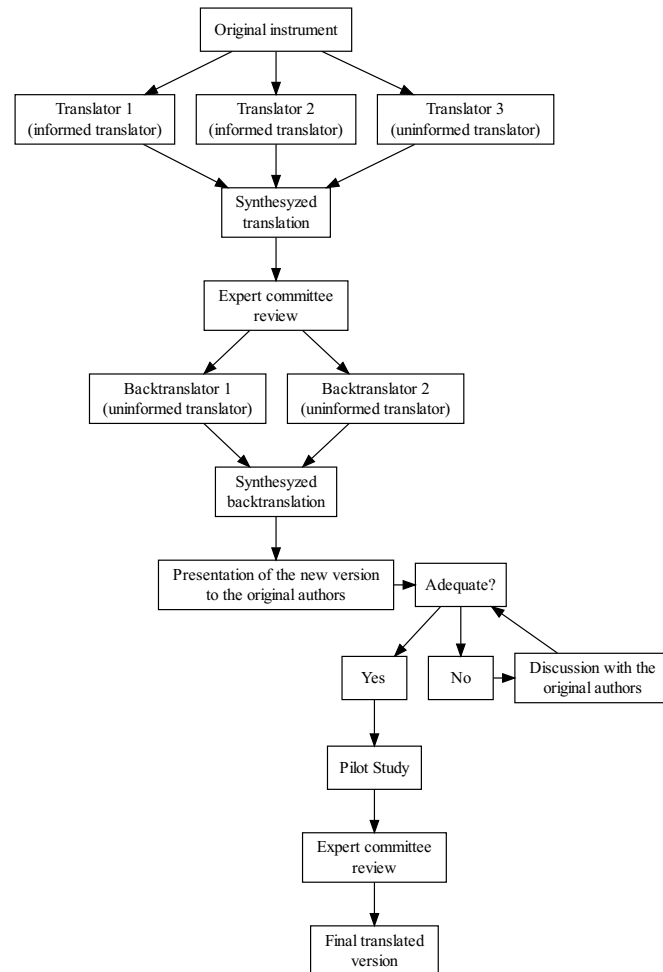 Original instrument
Translator 1
(informed translator)
Translator 2
(informed translator)
Translator 3
(uninformed translator)
Synthesyzed
translation
Expert committee
review
Backtranslator 1
(uninformed translator)
Backtranslator 2
(uninformed translator)
Synthesyzed
backtranslation
Presentation of the new version
to the original authors
Adequate?
Yes
No
Discussion with the
original authors
Pilot Study
Expert committee
review
Final translated
version